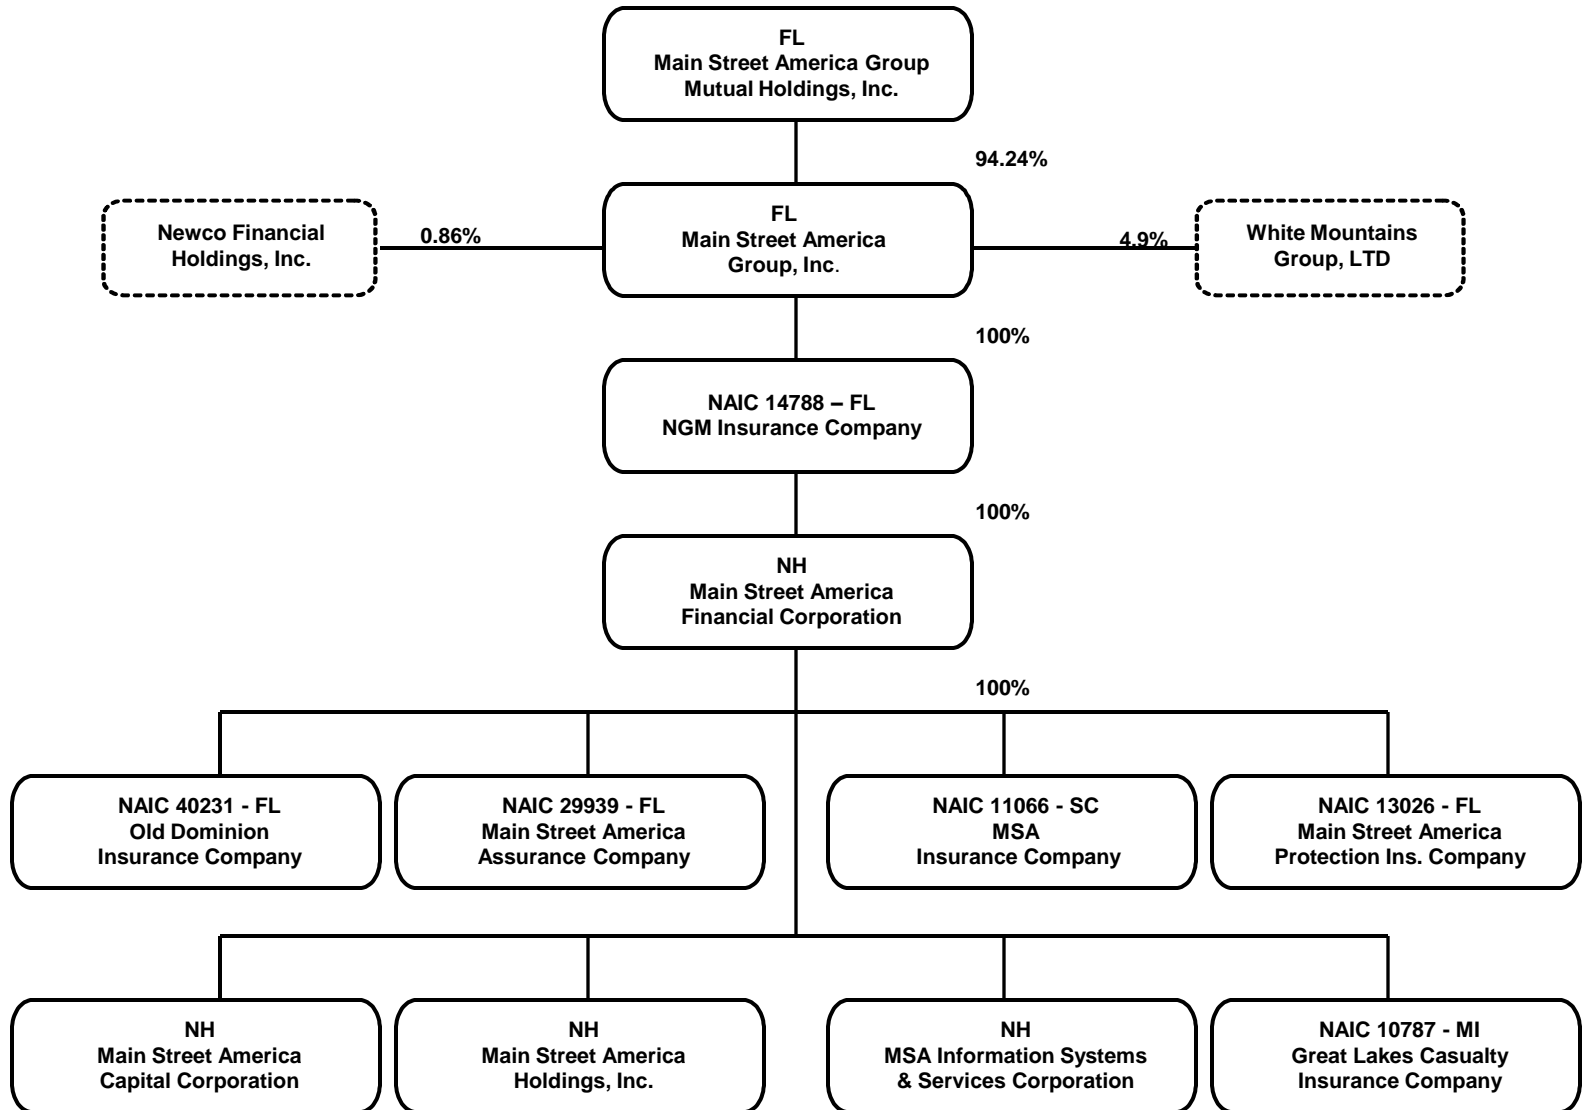 FL
Main Street America Group
Mutual Holdings, Inc.
94.24%
Newco Financial
Holdings, Inc.
0.86%
FL
Main Street America
Group, Inc.
4.9%
White Mountains
Group, LTD
100%
NAIC 14788 – FL
NGM Insurance Company
100%
NH
Main Street America
Financial Corporation
100%
NAIC 40231 - FL
Old Dominion
Insurance Company
NAIC 29939 - FL
Main Street America
Assurance Company
NAIC 11066 - SC
MSA
Insurance Company
NAIC 13026 - FL
Main Street America
Protection Ins. Company
NH
Main Street America
Capital Corporation
NH
Main Street America
Holdings, Inc.
NH
MSA Information Systems
& Services Corporation
NAIC 10787 - MI
Great Lakes Casualty
Insurance Company